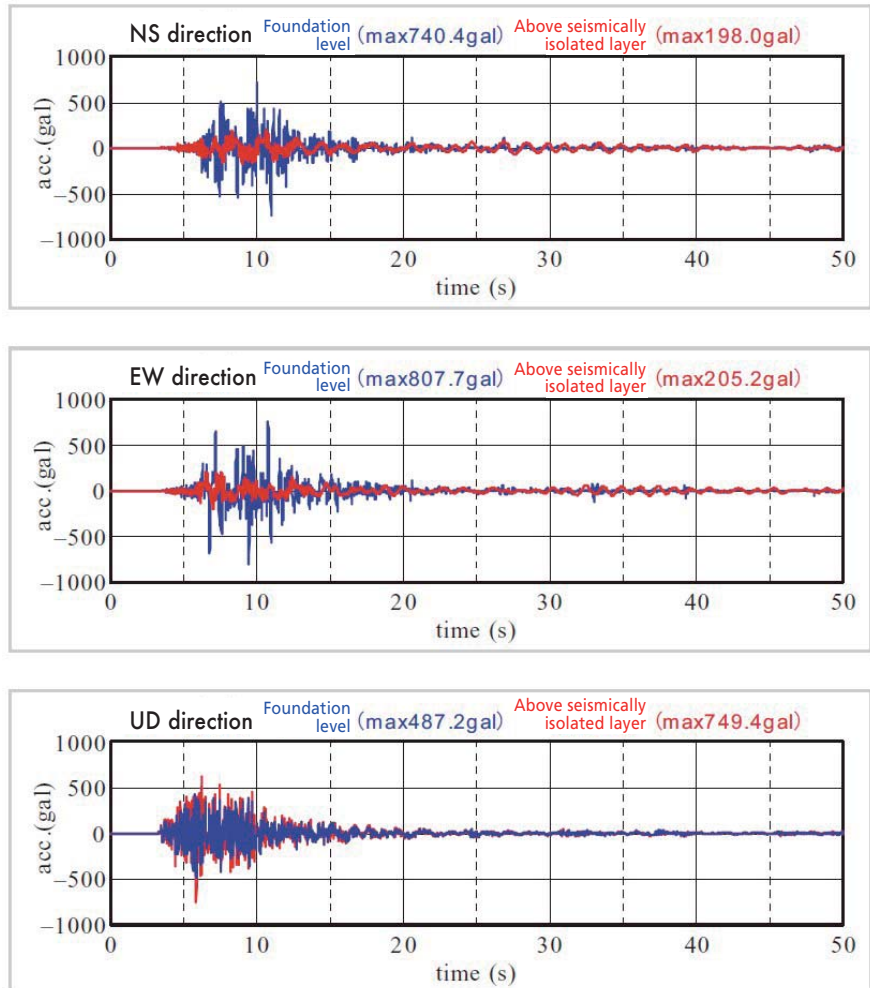 NS direction Foundation level (max740.4gal) Above seismically isolated layer (max198.0gal)
1000
500
0
−500
−1000
acc.(gal)
0 10 20 30 40 50
time (s)
EW direction Foundation level (max807.7gal) Above seismically isolated layer (max205.2gal)
1000
500
0
−500
−1000
acc.(gal)
0 10 20 30 40 50
time (s)
UD direction Foundation level (max487.2gal) Above seismically isolated layer (max749.4gal)
1000
500
0
−500
−1000
acc.(gal)
0 10 20 30 40 50
time (s)